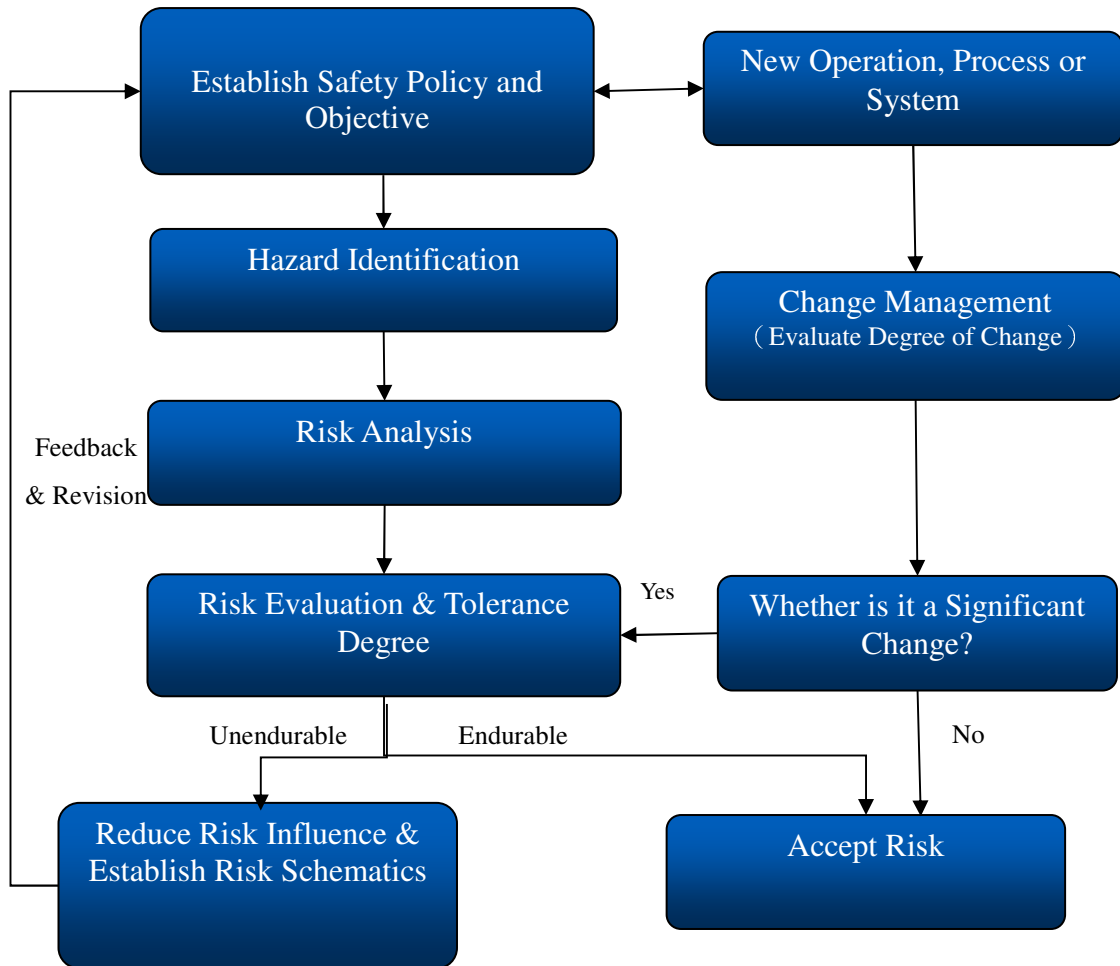 Establish Safety Policy and
Objective
New Operation, Process or
System
Hazard Identification
Change Management
（Evaluate Degree of Change）
Risk Analysis
Feedback
& Revision
Risk Evaluation & Tolerance
Degree
Yes
Whether is it a Significant
Change?
Unendurable
Endurable
No
Reduce Risk Influence &
Establish Risk Schematics
Accept Risk